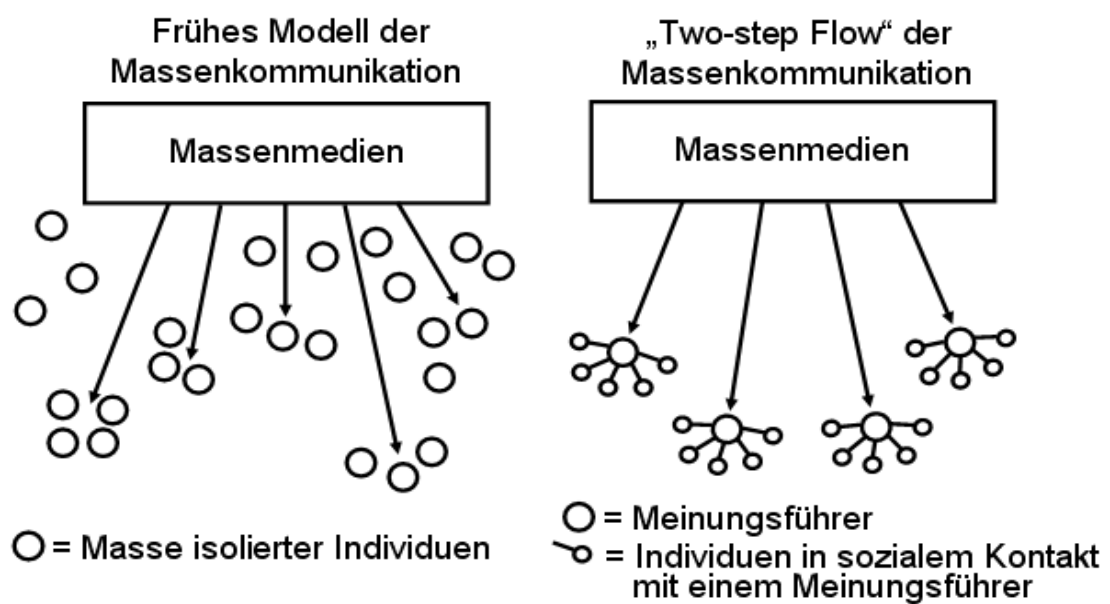 Frühes Modell der
Massenkommunikation
Massenmedien
= Masse isolierter Individuen
„Two-step Flow“ der
Massenkommunikation
Massenmedien
= Meinungsführer
= Individuen in sozialem Kontakt
mit einem Meinungsführer